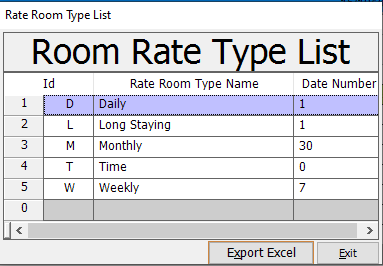 Rate Room Type List
Room Rate Type List
Id Rate Room Type Name Date Number
1 D Daily 1
2 L Long Staying 1
3 M Monthly 30
4 T Time 0
5 W Weekly 7
0
Export Excel Exit